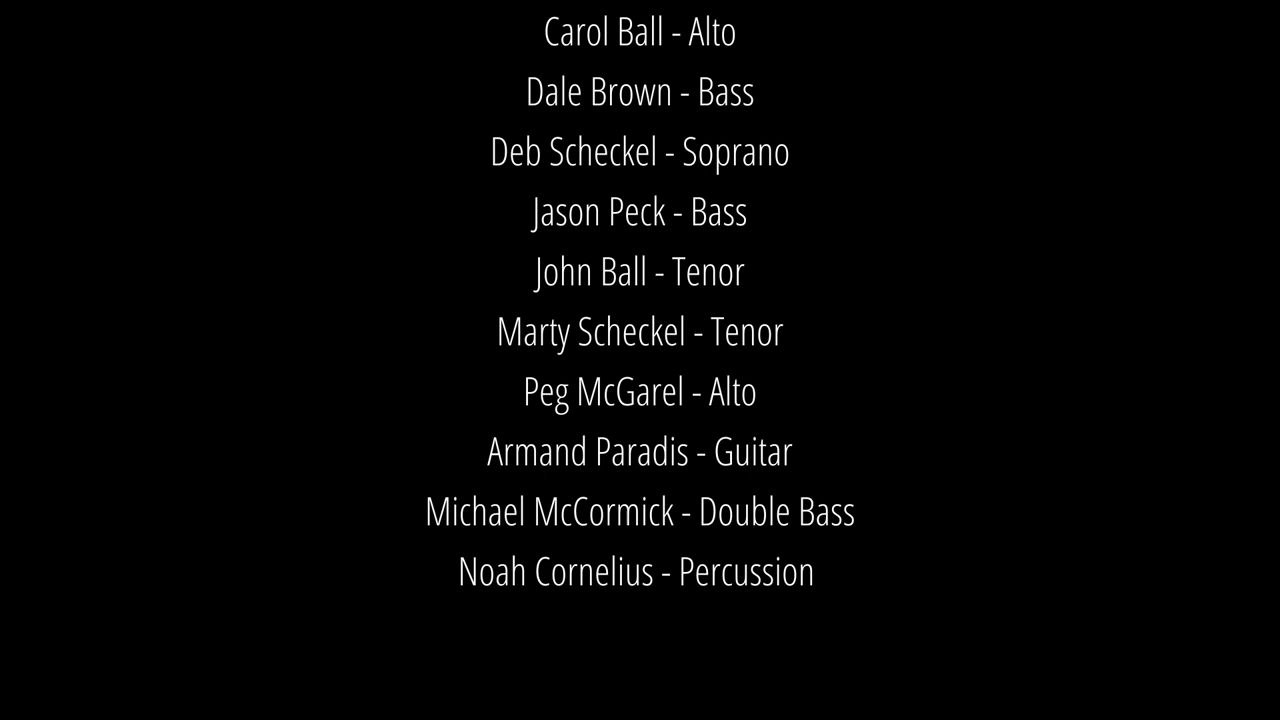 Carol Ball - Alto
Dale Brown - Bass
Deb Scheckel - Soprano
Jason Peck - Bass
John Ball - Tenor
Marty Scheckel - Tenor
Peg McGarel - Alto
Armand Paradis - Guitar
Michael McCormick - Double Bass
Noah Cornelius - Percussion